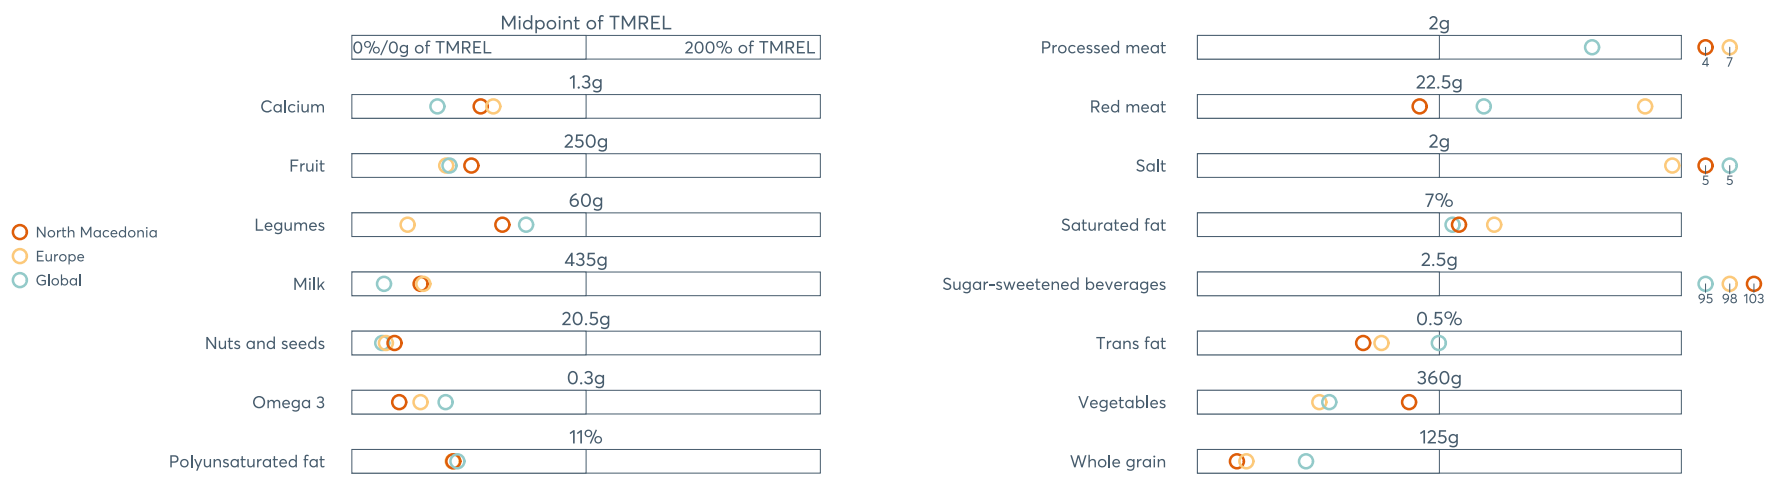 Midpoint of TMREL
0%/0g of TMREL 200% of TMREL
1.3g
Calcium
250g
Fruit
60g
Legumes
435g
Milk
20.5g
Nuts and seeds
0.3g
Omega 3
11%
Polyunsaturated fat
North Macedonia
Europe
Global
2g
Processed meat
4 7
22.5g
Red meat
2g
Salt
5 5
7%
Saturated fat
2.5g
Sugar-sweetened beverages
95 98 103
0.5%
Trans fat
360g
Vegetables
125g
Whole grain